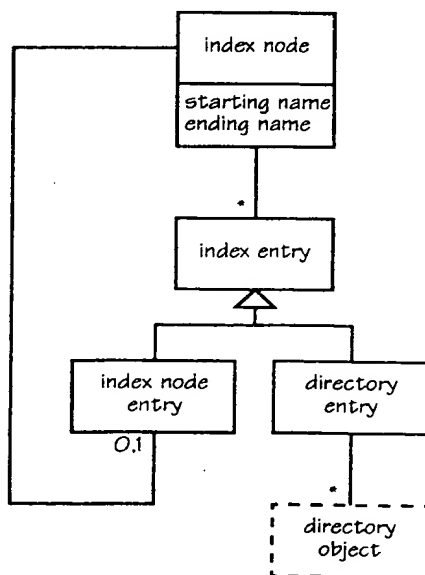 index node
starting name
ending name
*
index entry
index node
entry
directory
entry
0,1
*
directory
object